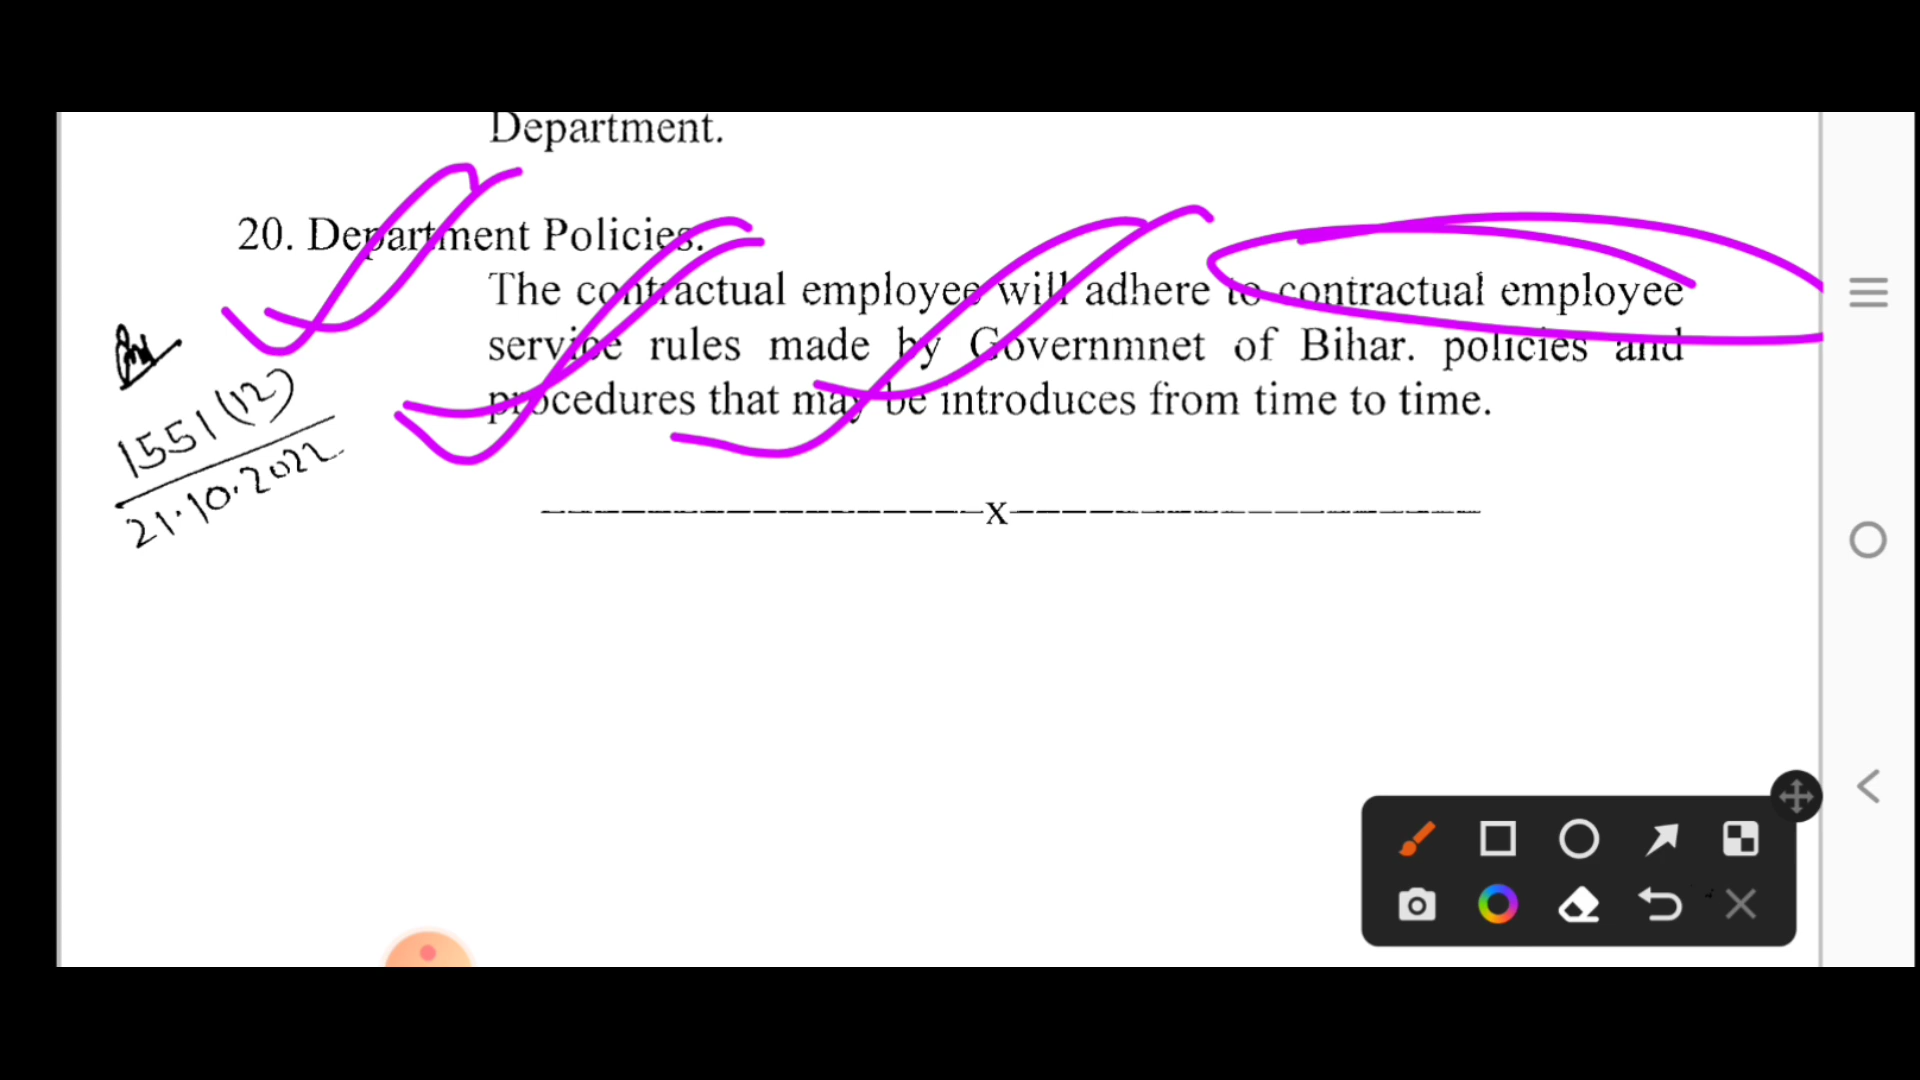 Department.
20. Department Policies.
The contractual employee will adhere to contractual employee
service rules made by Governmnet of Bihar. policies and
procedures that may be introduces from time to time.
1551 (12)
21.10.2022
------------------x------------------